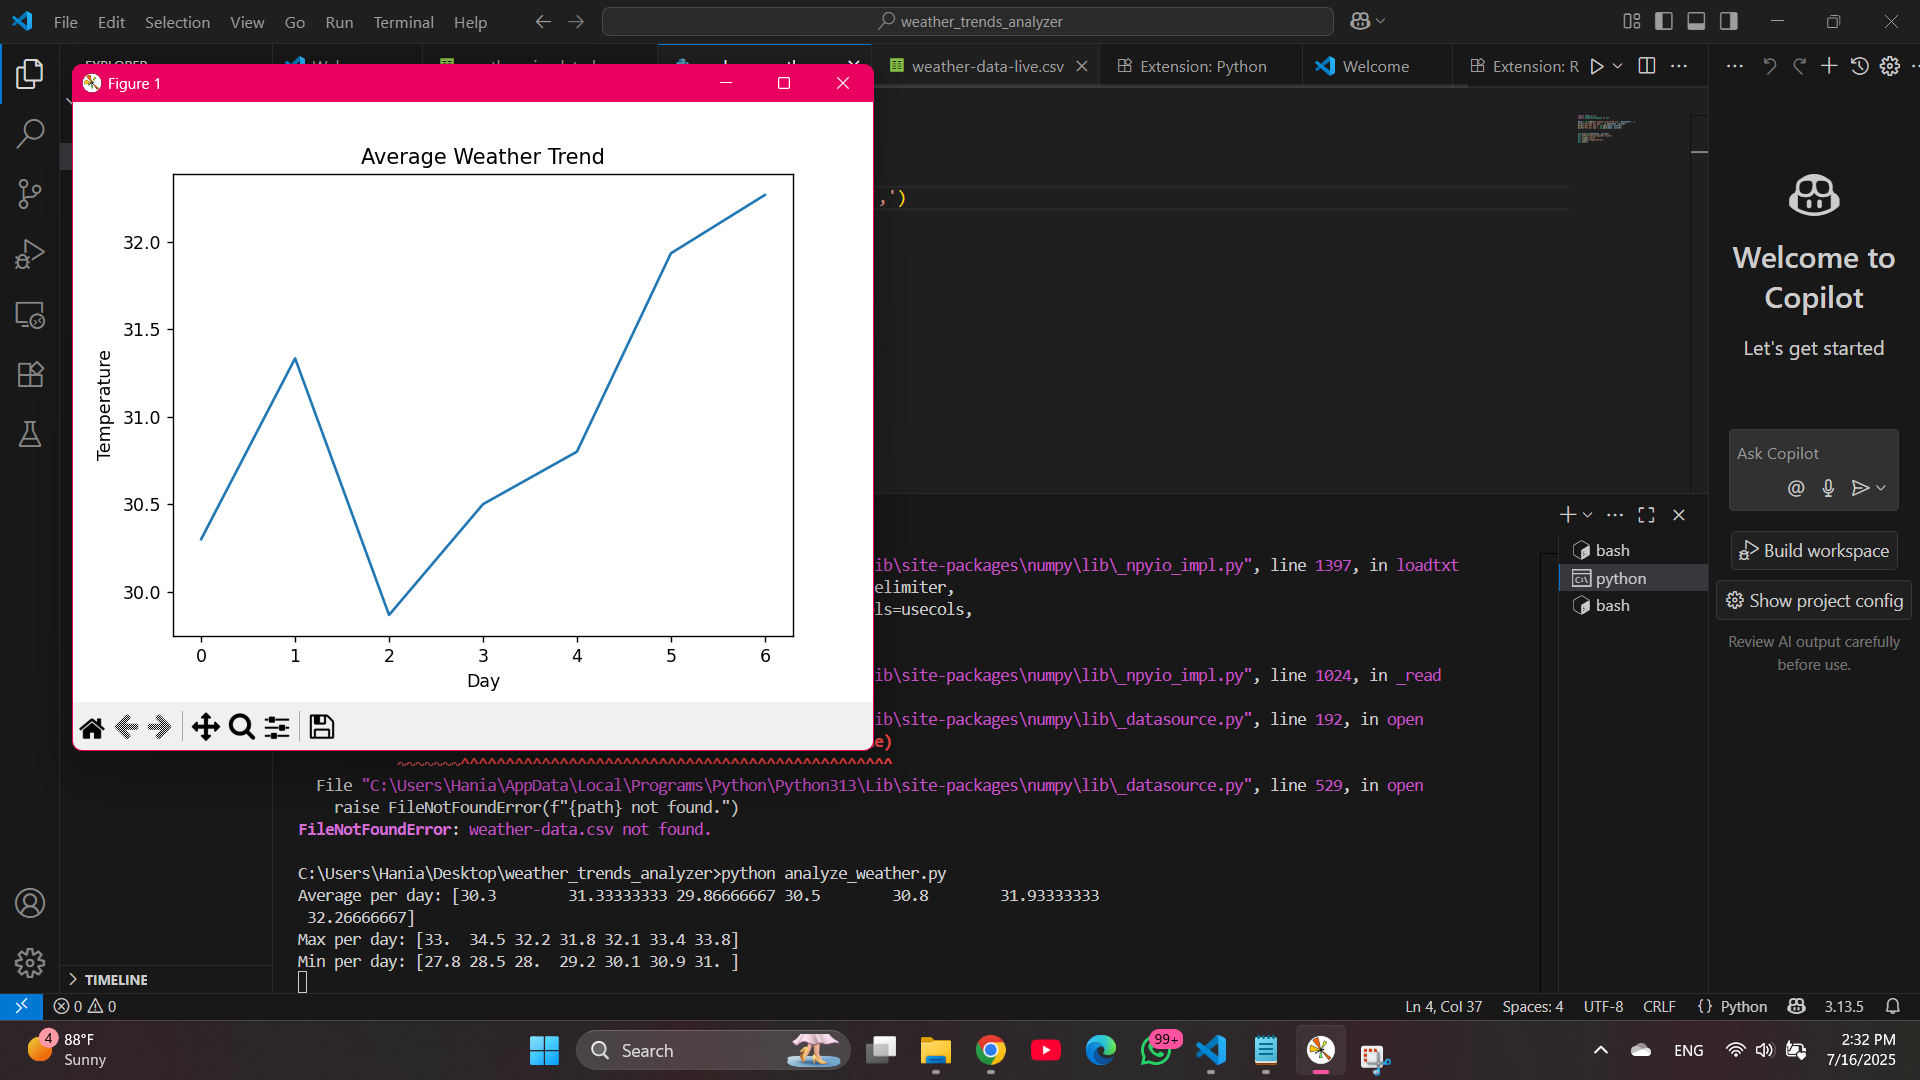 File Edit Selection View Go Run Terminal Help
weather_trends_analyzer
weather-data-live.csv
Extension: Python
Welcome
Extension: R
Figure 1
Average Weather Trend
32.0
31.5
31.0
30.5
30.0
Temperature
0 1 2 3 4 5 6
Day
,')
Welcome to
Copilot
Let's get started
Ask Copilot
Build workspace
Show project config
Review AI output carefully
before use.
bash
python
bash
ib\site-packages\numpy\lib\_npyio_impl.py", line 1397, in loadtxt
elimiter,
ls=usecols,
ib\site-packages\numpy\lib\_npyio_impl.py", line 1024, in _read
ib\site-packages\numpy\lib\_datasource.py", line 192, in open
e)
~~~~~~~^^^^^^^^^^^^^^^^^^^^^^^^^^^^^^^^^^^^^^^^^^^^^^^^
File "C:\Users\Hania\AppData\Local\Programs\Python\Python313\Lib\site-packages\numpy\lib\_datasource.py", line 529, in open
raise FileNotFoundError(f"{path} not found.")
FileNotFoundError: weather-data.csv not found.
C:\Users\Hania\Desktop\weather_trends_analyzer>python analyze_weather.py
Average per day: [30.3        31.33333333 29.86666667 30.5        30.8        31.93333333
32.26666667]
Max per day: [33.  34.5 32.2 31.8 32.1 33.4 33.8]
Min per day: [27.8 28.5 28.  29.2 30.1 30.9 31. ]
TIMELINE
0 0
Ln 4, Col 37 Spaces: 4 UTF-8 CRLF {} Python 3.13.5
4
88°F
Sunny
Search
99+
ENG
2:32 PM
7/16/2025